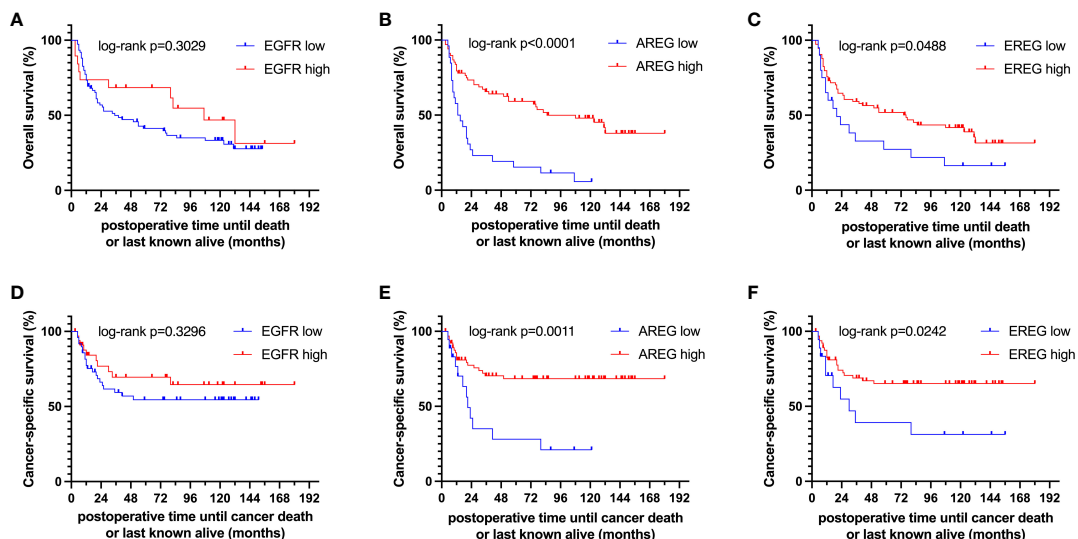 A
Overall survival (%)
100
50
0
log-rank p=0.3029
EGFR low
EGFR high
0 24 48 72 96 120 144 168 192
postoperative time until death
or last known alive (months)
B
Overall survival (%)
100
50
0
log-rank p<0.0001
AREG low
AREG high
0 24 48 72 96 120 144 168 192
postoperative time until death
or last known alive (months)
C
Overall survival (%)
100
50
0
log-rank p=0.0488
EREG low
EREG high
0 24 48 72 96 120 144 168 192
postoperative time until death
or last known alive (months)
D
Cancer-specific survival (%)
100
50
0
log-rank p=0.3296
EGFR low
EGFR high
0 24 48 72 96 120 144 168 192
postoperative time until cancer death
or last known alive (months)
E
Cancer-specific survival (%)
100
50
0
log-rank p=0.0011
AREG low
AREG high
0 24 48 72 96 120 144 168 192
postoperative time until cancer death
or last known alive (months)
F
Cancer-specific survival (%)
100
50
0
log-rank p=0.0242
EREG low
EREG high
0 24 48 72 96 120 144 168 192
postoperative time until cancer death
or last known alive (months)